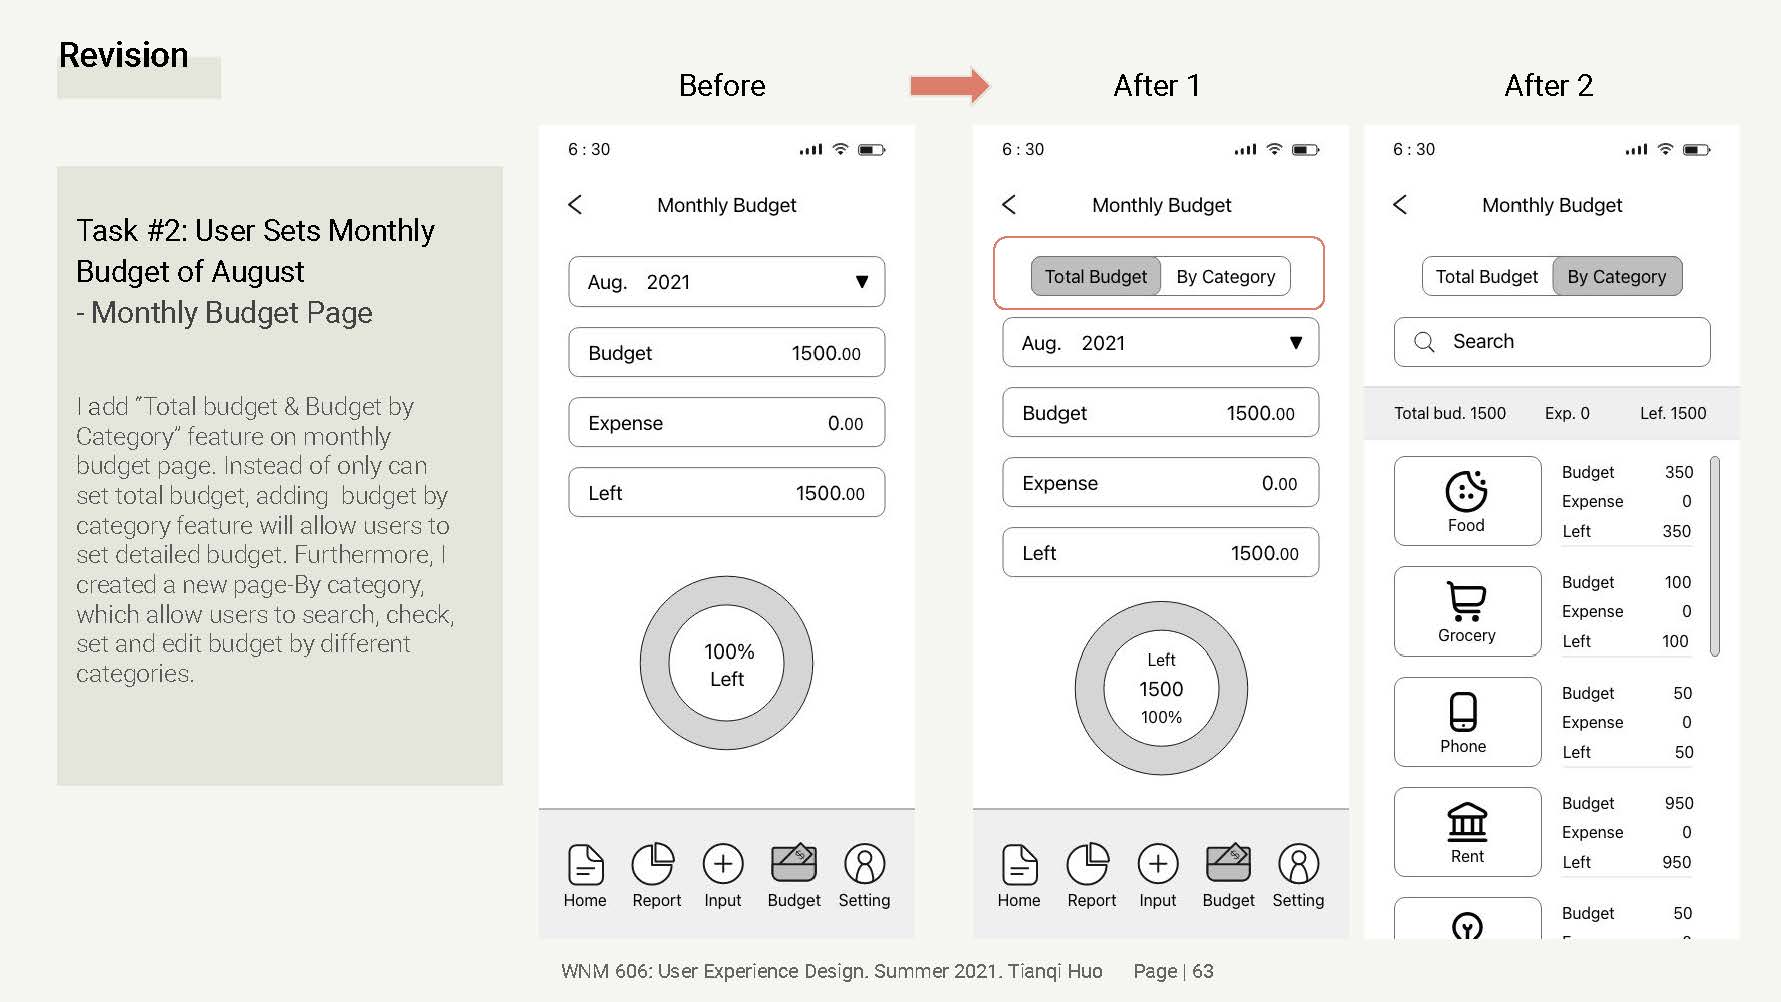 Revision
Task #2: User Sets Monthly
Budget of August
- Monthly Budget Page
I add “Total budget & Budget by
Category” feature on monthly
budget page. Instead of only can
set total budget, adding  budget by
category feature will allow users to
set detailed budget. Furthermore, I
created a new page-By category,
which allow users to search, check,
set and edit budget by different
categories.
Before
6 : 30
Monthly Budget
Aug. 2021
Budget 1500.00
Expense 0.00
Left 1500.00
100%
Left
Home Report Input Budget Setting
After 1
6 : 30
Monthly Budget
Total Budget By Category
Aug. 2021
Budget 1500.00
Expense 0.00
Left 1500.00
Left
1500
100%
Home Report Input Budget Setting
After 2
6 : 30
Monthly Budget
Total Budget By Category
Search
Total bud. 1500 Exp. 0 Lef. 1500
Food
Budget 350
Expense 0
Left 350
Grocery
Budget 100
Expense 0
Left 100
Phone
Budget 50
Expense 0
Left 50
Rent
Budget 950
Expense 0
Left 950
Budget 50
WNM 606: User Experience Design. Summer 2021. Tianqi Huo Page | 63